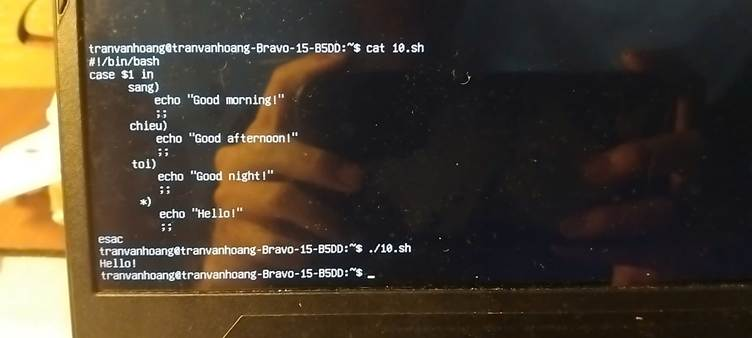 tranvanhoang@tranvanhoang-Bravo-15-B5DD:~$ cat 10.sh
#!/bin/bash
case $1 in
sang)
echo "Good morning!"
;;
chieu)
echo "Good afternoon!"
;;
toi)
echo "Good night!"
;;
*)
echo "Hello!"
;;
esac
tranvanhoang@tranvanhoang-Bravo-15-B5DD:~$ ./10.sh
Hello!
tranvanhoang@tranvanhoang-Bravo-15-B5DD:~$ _